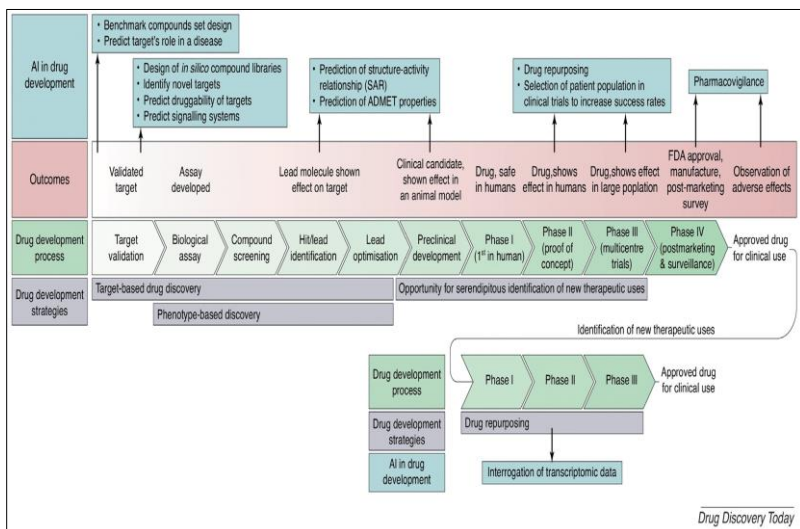 • Benchmark compounds set design
• Predict target's role in a disease
AI in drug
development
• Design of in silico compound libraries
• Identify novel targets
• Predict druggability of targets
• Predict signalling systems
• Prediction of structure-activity
relationship (SAR)
• Prediction of ADMET properties
• Drug repurposing
• Selection of patient population in
clinical trials to increase success rates
Pharmacovigilance
Outcomes
Validated
target
Assay
developed
Lead molecule shown
effect on target
Clinical candidate,
shown effect in
an animal model
Drug, safe
in humans
Drug,shows
effect in humans
Drug,shows effect
in large poplation
FDA approval,
manufacture,
post-marketing
survey
Observation of
adverse effects
Drug development
process
Target
validation
Biological
assay
Compound
screening
Hit/lead
identification
Lead
optimisation
Preclinical
development
Phase I
(1st in human)
Phase II
(proof of
concept)
Phase III
(multicentre
trials)
Phase IV
(postmarketing
& surveillance)
Approved drug
for clinical use
Drug development
strategies
Target-based drug discovery
Opportunity for serendipitous identification of new therapeutic uses
Phenotype-based discovery
Identification of new therapeutic uses
Drug development
process
Phase I
Phase II
Phase III
Approved drug
for clinical use
Drug development
strategies
Drug repurposing
AI in drug
development
Interrogation of transcriptomic data
Drug Discovery Today